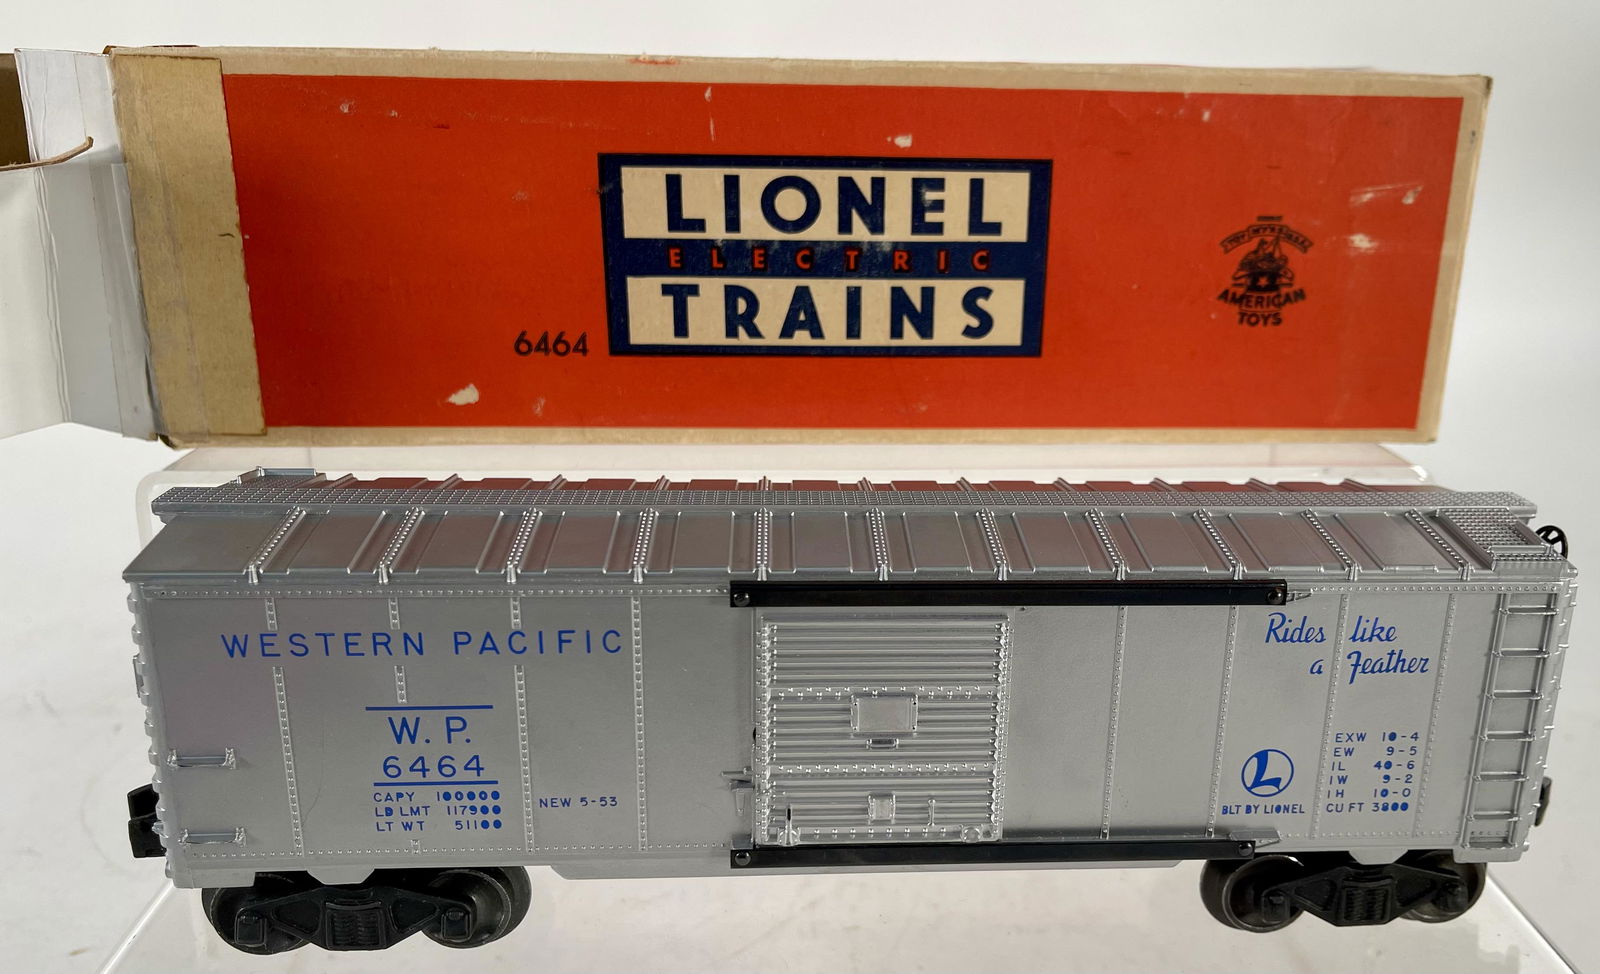 LIONEL
ELECTRIC
TRAINS
6464
AMERICAN
TOYS
WESTERN PACIFIC
W. P.
6464
CAPY 100000
LD LMT 117900
LT WT 51100
NEW 5-53
Rides like
a Feather
L
BLT BY LIONEL
EXW 10-4
EW 9-5
IL 40-6
IW 9-2
IH 10-0
CU FT 3800